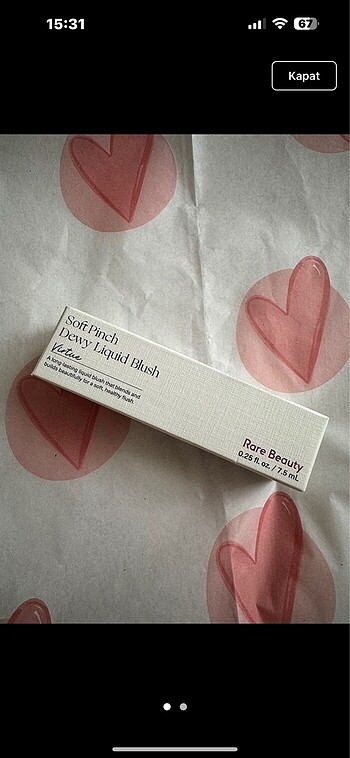 15:31
67
Kapat
Soft Pinch
Dewy Liquid Blush
Virtue
A long-lasting liquid blush that blends and
builds beautifully for a soft, healthy flush.
Rare Beauty
0.25 fl. oz. / 7.5 mL